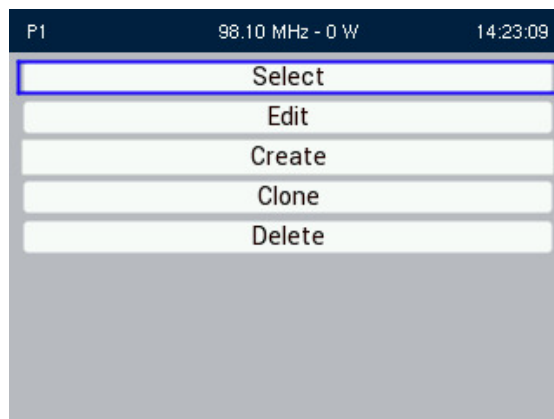 P1 98.10 MHz - 0 W 14:23:09
Select
Edit
Create
Clone
Delete